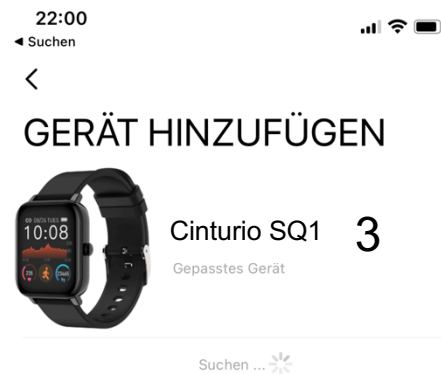 22:00
◄ Suchen
GERÄT HINZUFÜGEN
10:08
Cinturio SQ1 3
Gepasstes Gerät
Suchen ...